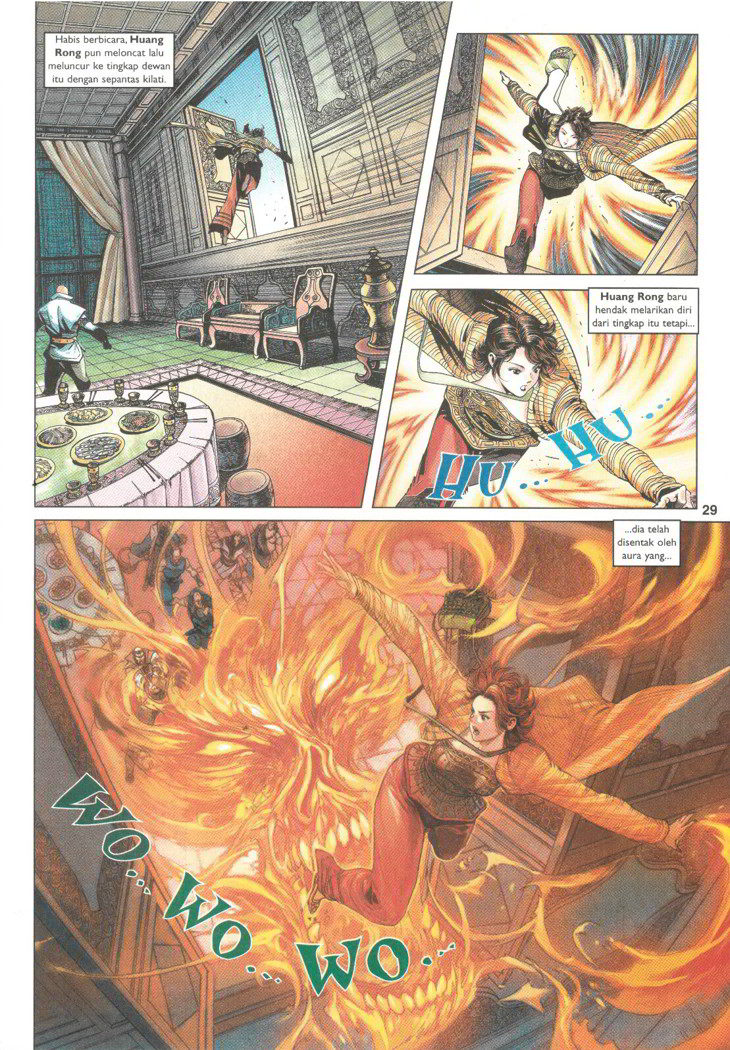 Habis berbicara, Huang
Rong pun meloncat lalu
meluncur ke tingkap dewan
itu dengan sepantas kilati.
Huang Rong baru
hendak melarikan diri
dari tingkap itu tetapi...
HU... HU...
29
...dia telah
disentak oleh
aura yang...
WO... WO... WO...